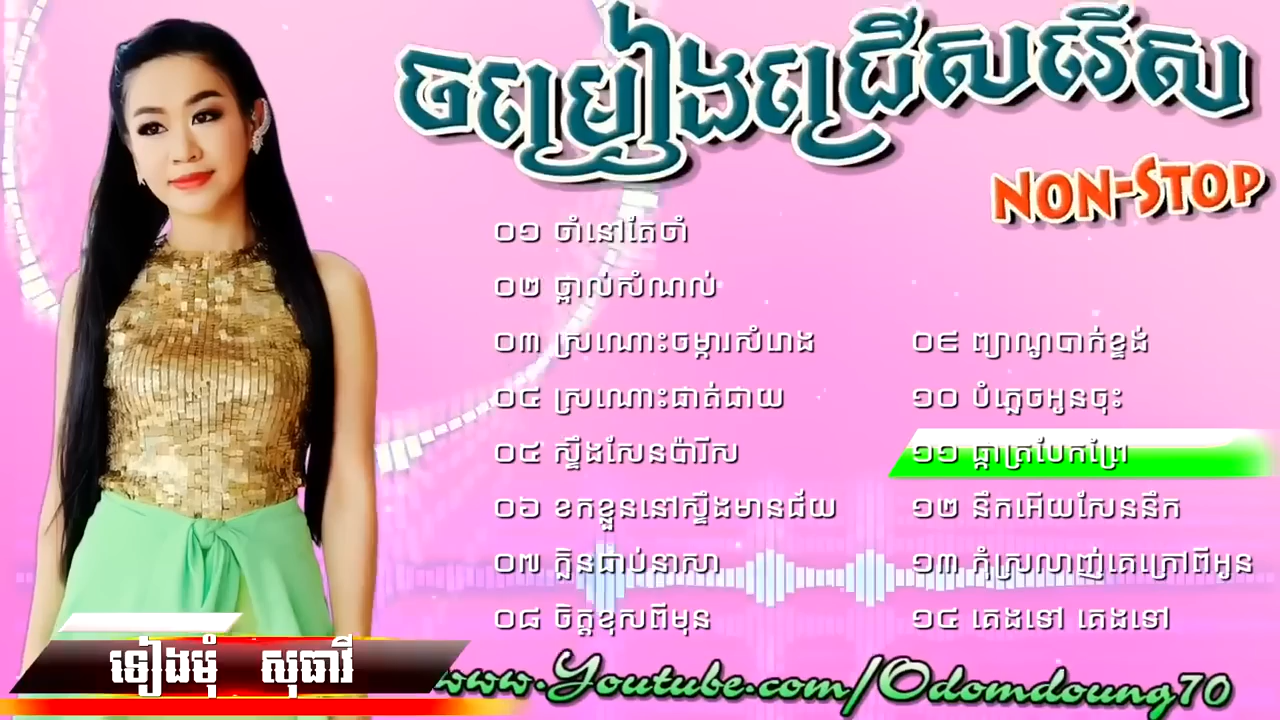 ចម្រៀងជ្រើសរើស
NON-STOP
០១ ចាំនៅតែចាំ
០២ ផ្គាល់សំណល់
០៣ ស្រណោះចម្ការសំរោង
០៤ ស្រណោះផាត់ជាយ
០៥ ស្ទឹងសែនប៉ារីស
០៦ ខកខ្លួននៅស្ទឹងមានជ័យ
០៧ ក្លិនជាប់នាសា
០៨ ចិត្តខុសពីមុន
០៩ ព្យាណូបាក់ខ្ទង់
១០ បំភ្លេចអូនចុះ
១១ ផ្កាត្របែកព្រៃ
១២ នឹកអើយសែននឹក
១៣ កុំស្រលាញ់គេក្រៅពីអូន
១៤ គេងទៅ គេងទៅ
ទៀងមុំ សុធាវី
www.Youtube.com/Odomdoung70